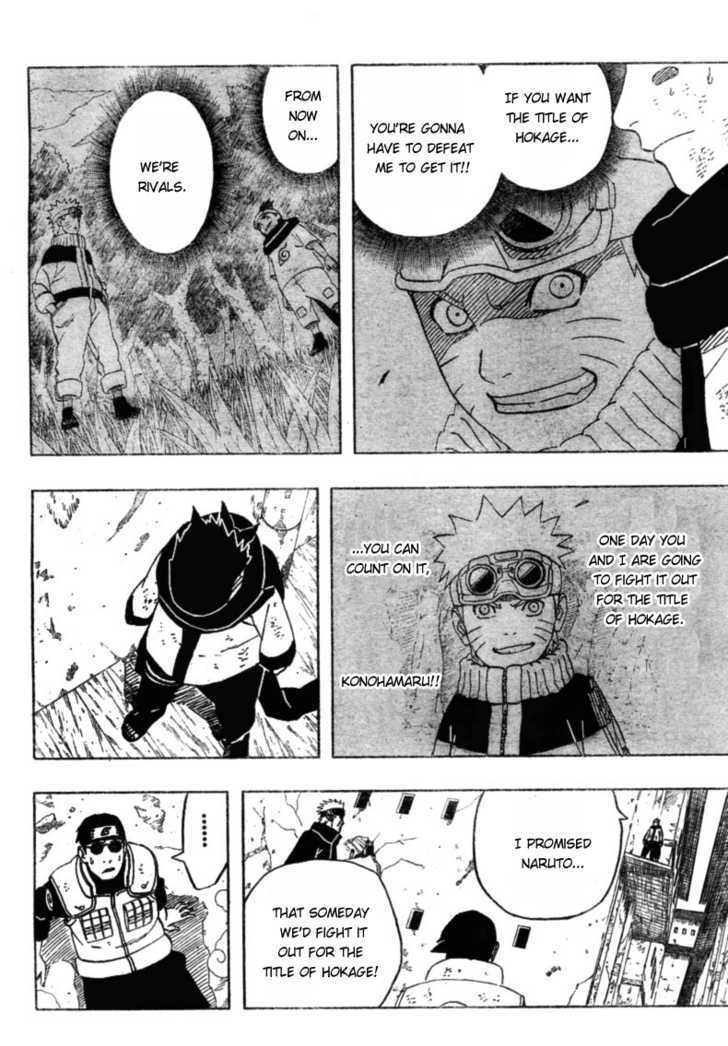 IF YOU WANT
THE TITLE OF
HOKAGE...
YOU'RE GONNA
HAVE TO DEFEAT
ME TO GET IT!!
FROM
NOW
ON...
WE'RE
RIVALS.
ONE DAY YOU
AND I ARE GOING
TO FIGHT IT OUT
FOR THE TITLE
OF HOKAGE.
...YOU CAN
COUNT ON IT,
KONOHAMARU!!
I PROMISED
NARUTO...
THAT SOMEDAY
WE'D FIGHT IT
OUT FOR THE
TITLE OF HOKAGE!
......